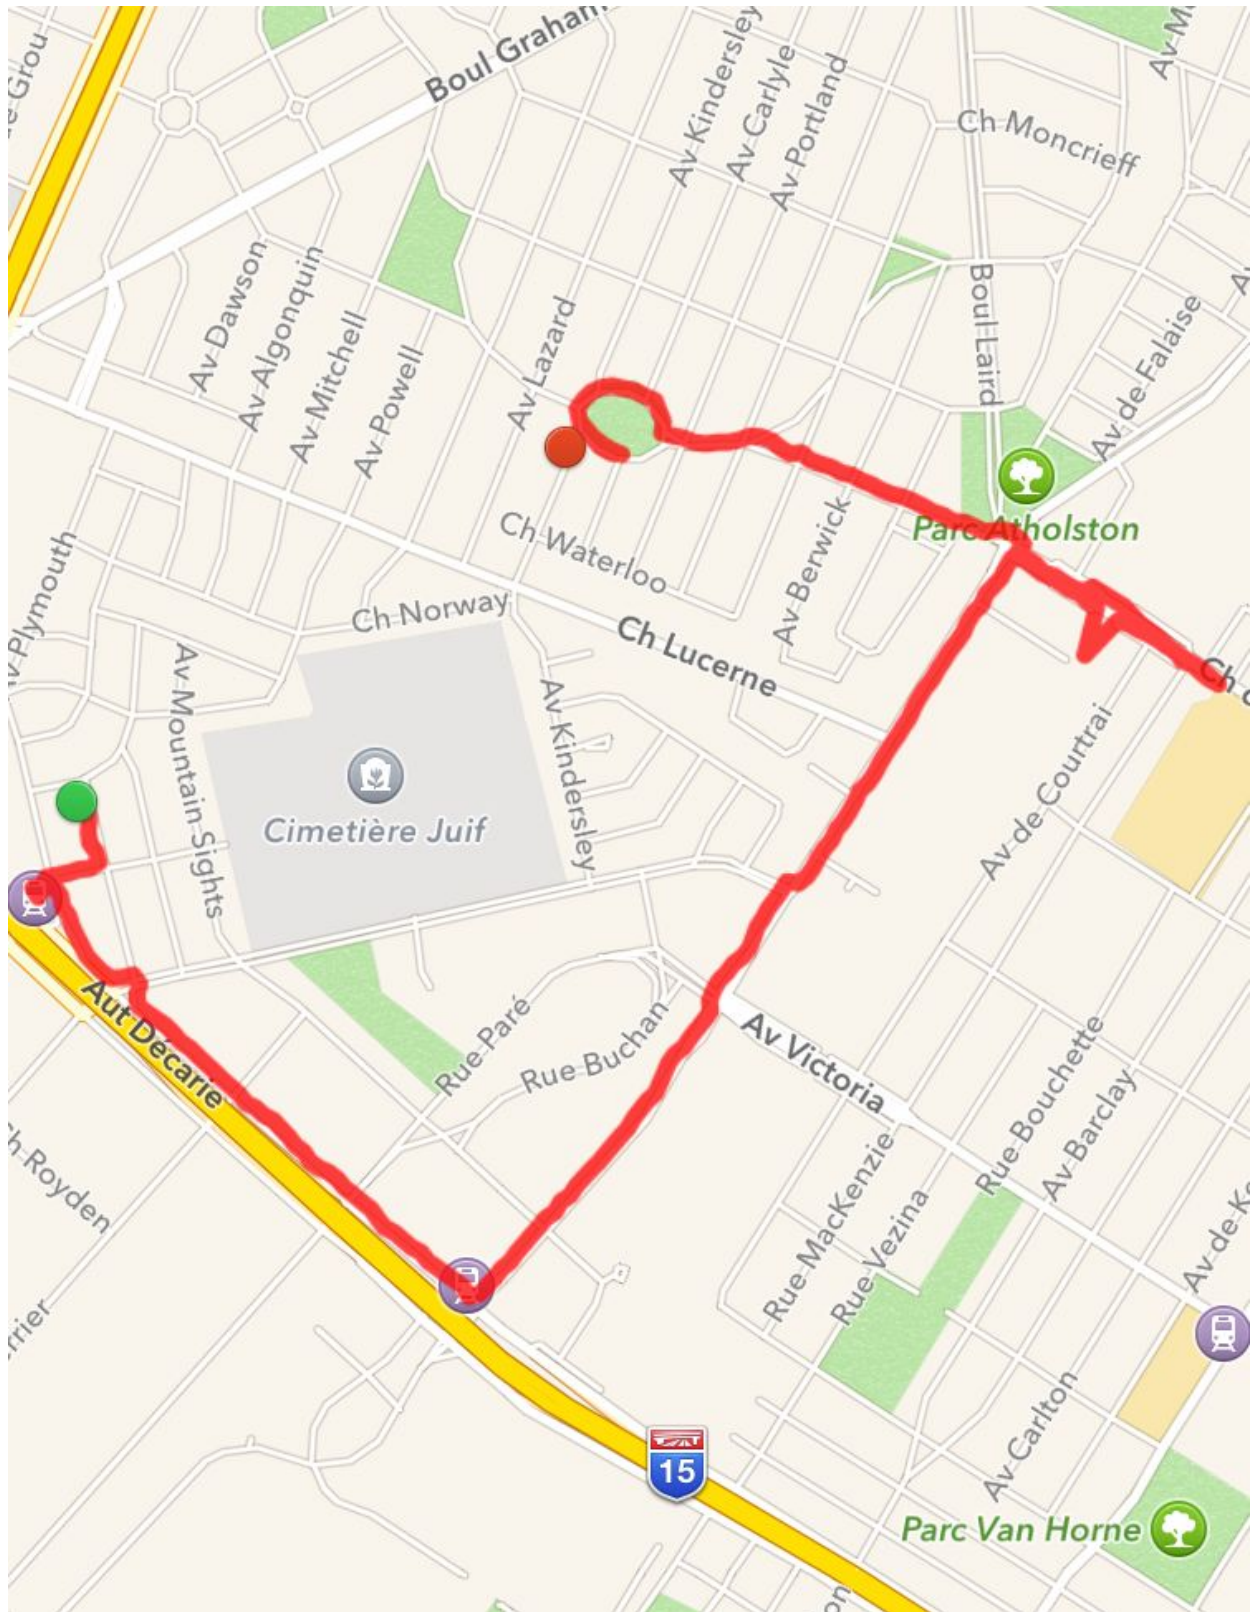 Boul Graham
Av Kindersley
Av Carlyle
Av Portland
Ch Moncrieff
Av Dawson
Av Algonquin
Av Mitchell
Av Powell
Av Lazard
Boul Laird
Av de Falaise
Parc Atholston
Ch Waterloo
Av Berwick
Av Plymouth
Ch Norway
Ch Lucerne
Av Mountain Sights
Av Kindersley
Cimetière Juif
Av de Courtrai
Aut Décarie
Rue Paré
Rue Buchan
Av Victoria
Ch Royden
Rue Bouchette
Av Barclay
Rue MacKenzie
Rue Vezina
Av Carlton
15
Parc Van Horne